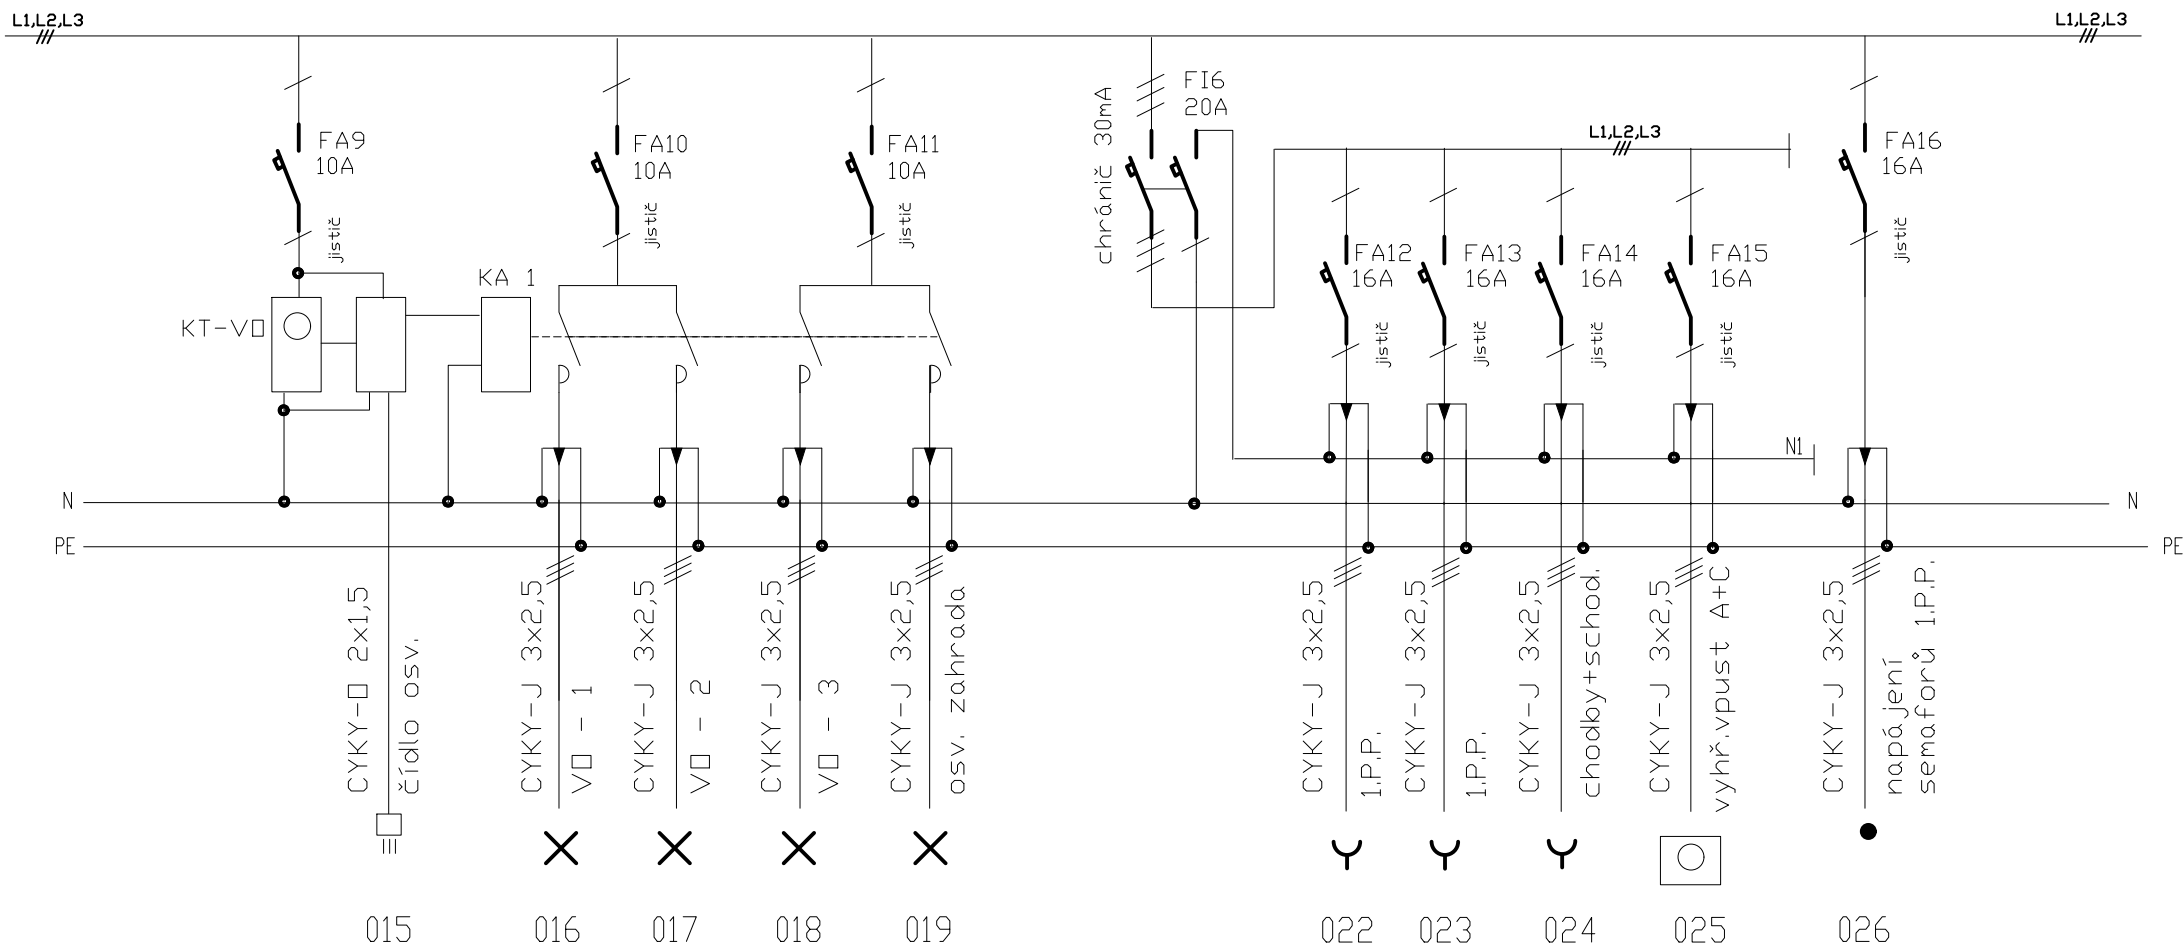 L1,L2,L3
L1,L2,L3
FI6
20A
chránič 30mA
L1,L2,L3
FA9
10A
jistič
FA10
10A
jistič
FA11
10A
jistič
FA16
16A
jistič
FA12
16A
jistič
FA13
16A
jistič
FA14
16A
jistič
FA15
16A
jistič
KA 1
KT-VO
N1
N
N
PE
PE
CYKY-O 2x1,5
čídlo osv.
CYKY-J 3x2,5
VO - 1
CYKY-J 3x2,5
VO - 2
CYKY-J 3x2,5
VO - 3
CYKY-J 3x2,5
osv. zahrada
CYKY-J 3x2,5
1.P.P.
CYKY-J 3x2,5
1.P.P.
CYKY-J 3x2,5
chodby+schod.
CYKY-J 3x2,5
vyhř.vpust A+C
CYKY-J 3x2,5
napájení
semaforů 1.P.P.
015
016
017
018
019
022
023
024
025
026